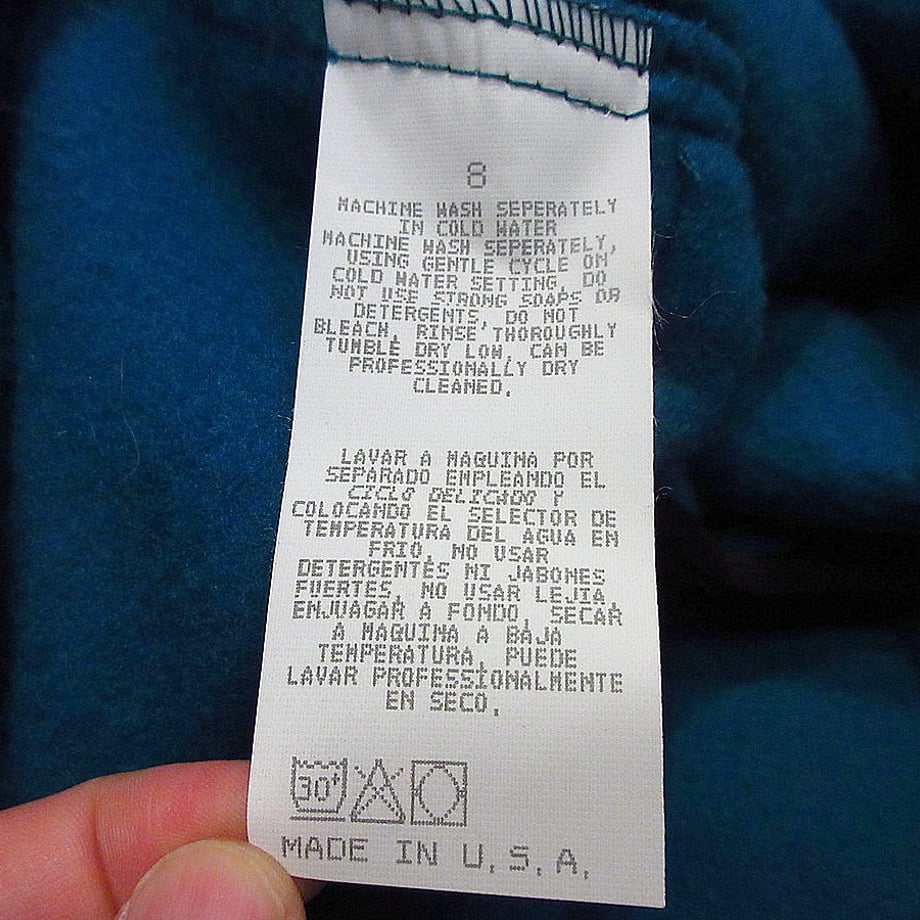 8
MACHINE WASH SEPERATELY
IN COLD WATER
MACHINE WASH SEPERATELY,
USING GENTLE CYCLE ON
COLD WATER SETTING, DO
NOT USE STRONG SOAPS OR
DETERGENTS, DO NOT
BLEACH, RINSE THOROUGHLY
TUMBLE DRY LOW, CAN BE
PROFESSIONALLY DRY
CLEANED,
LAVAR A MAQUINA POR
SEPARADO EMPLEANDO EL
CICLO DELICADO Y
COLOCANDO EL SELECTOR DE
TEMPERATURA DEL AGUA EN
FRIO, NO USAR
DETERGENTES NI JABONES
FUERTES, NO USAR LEJIA,
ENJUAGAR A FONDO, SECAR
A MAQUINA A BAJA
TEMPERATURA, PUEDE
LAVAR PROFESSIONALMENTE
EN SECO,
30°
MADE IN U.S.A.